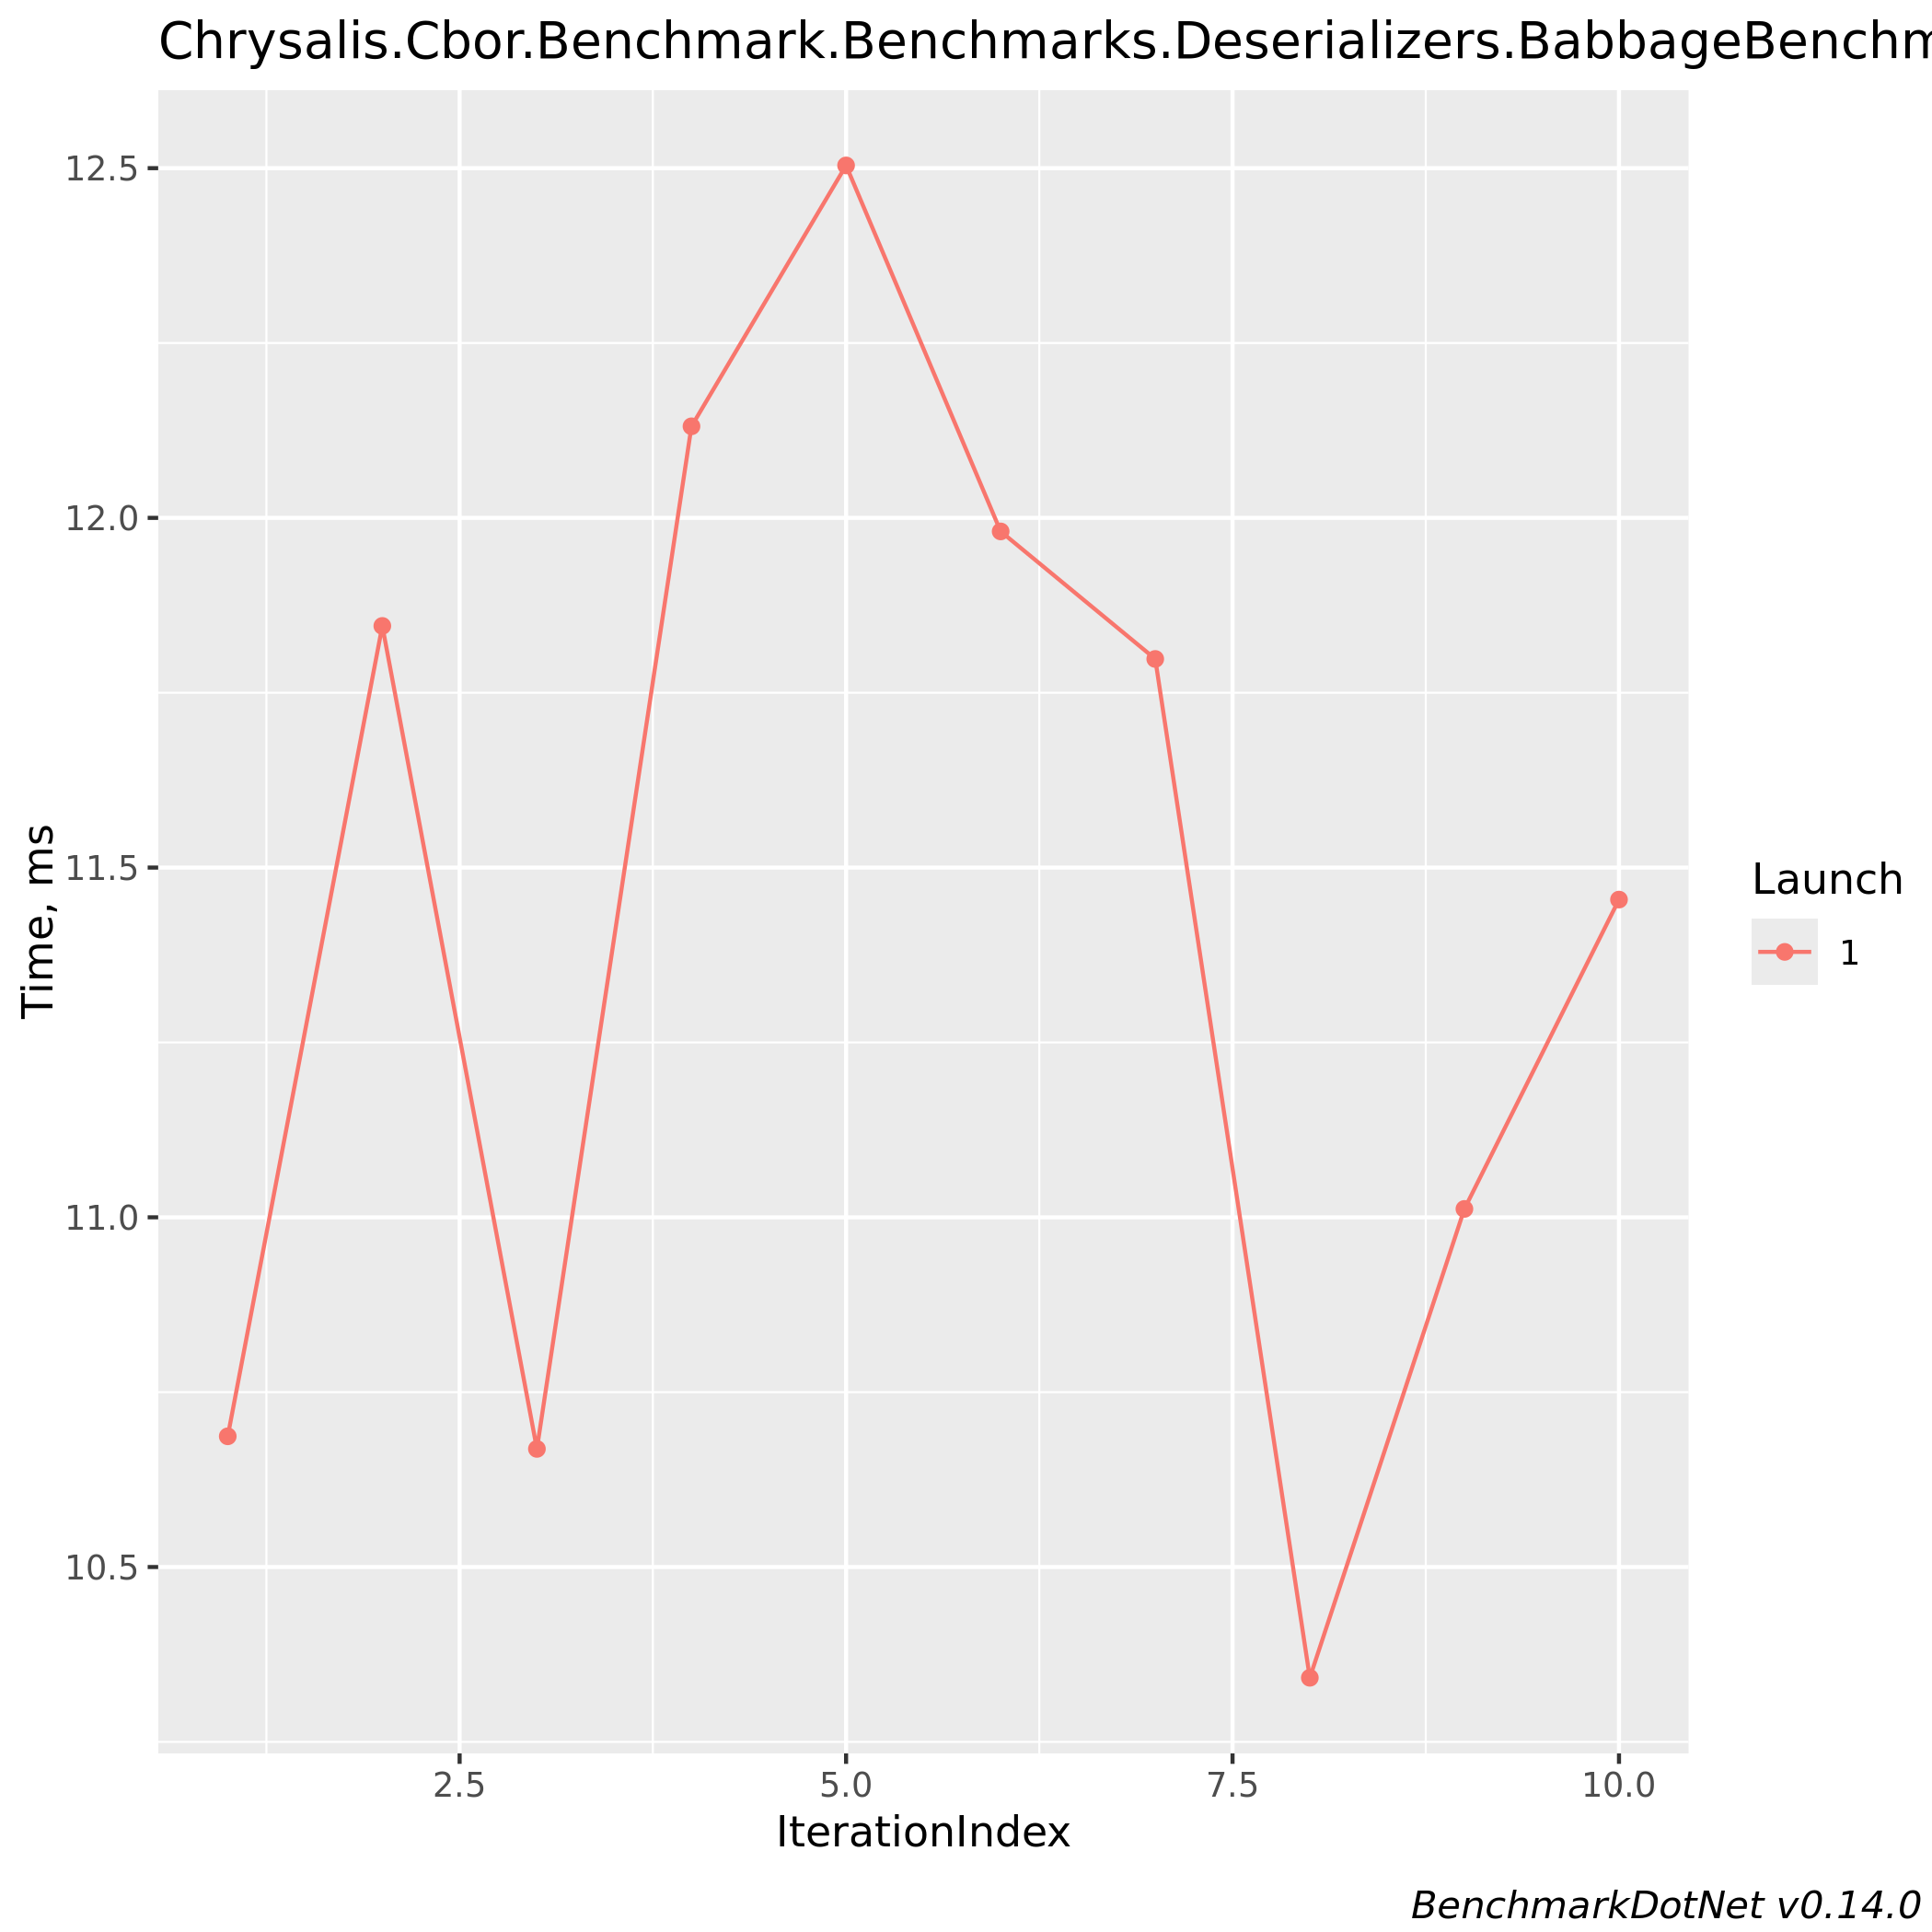 Chrysalis.Cbor.Benchmark.Benchmarks.Deserializers.BabbageBenchm
12.5
12.0
11.5
11.0
10.5
Time, ms
2.5 5.0 7.5 10.0
IterationIndex
Launch
1
BenchmarkDotNet v0.14.0